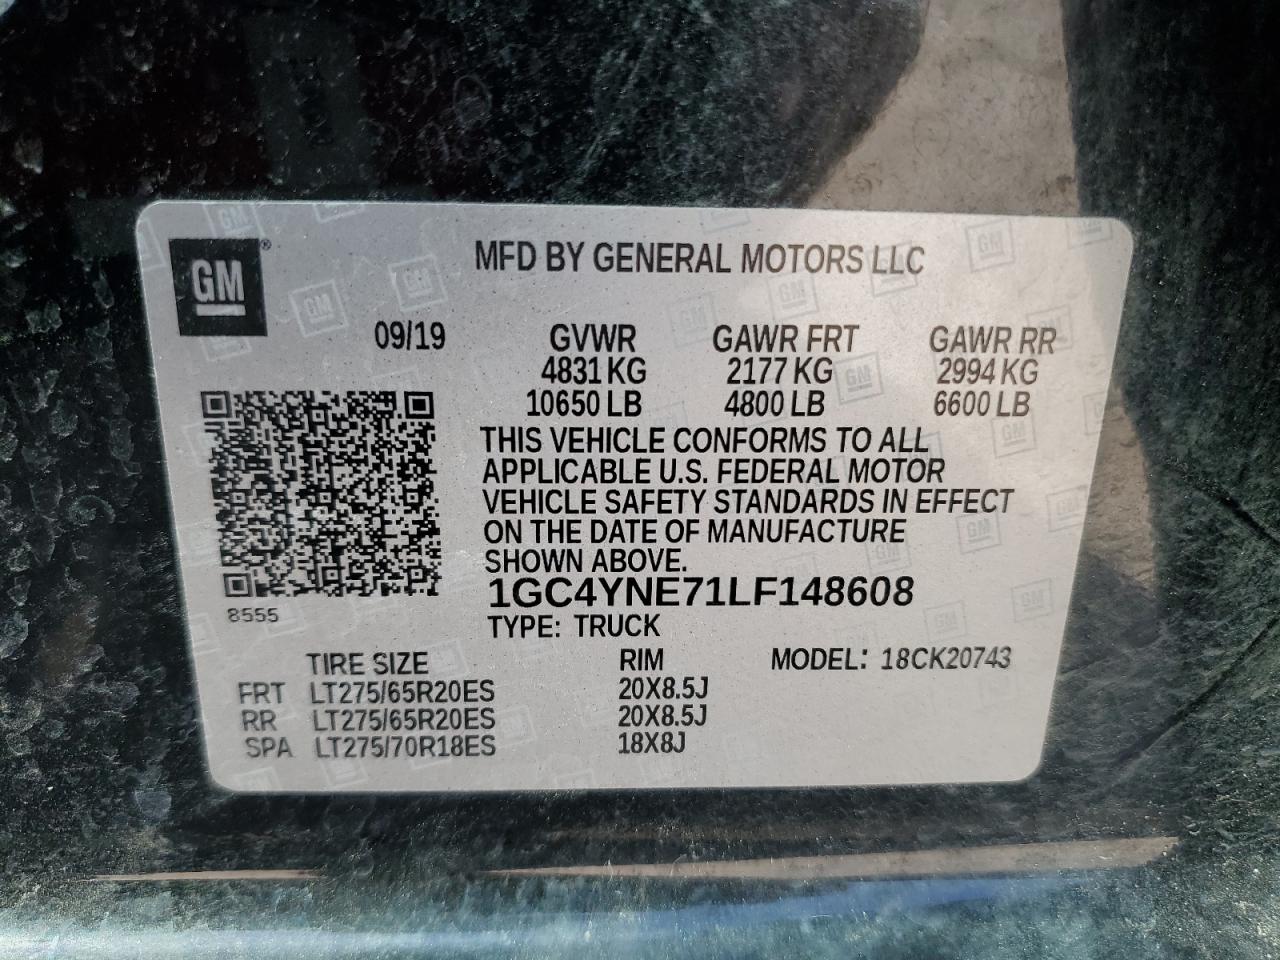 GM®
MFD BY GENERAL MOTORS LLC
09/19 GVWR GAWR FRT GAWR RR
4831 KG 2177 KG 2994 KG
10650 LB 4800 LB 6600 LB
THIS VEHICLE CONFORMS TO ALL
APPLICABLE U.S. FEDERAL MOTOR
VEHICLE SAFETY STANDARDS IN EFFECT
ON THE DATE OF MANUFACTURE
SHOWN ABOVE.
1GC4YNE71LF148608
8555
TYPE: TRUCK
TIRE SIZE RIM MODEL: 18CK20743
FRT LT275/65R20ES 20X8.5J
RR LT275/65R20ES 20X8.5J
SPA LT275/70R18ES 18X8J